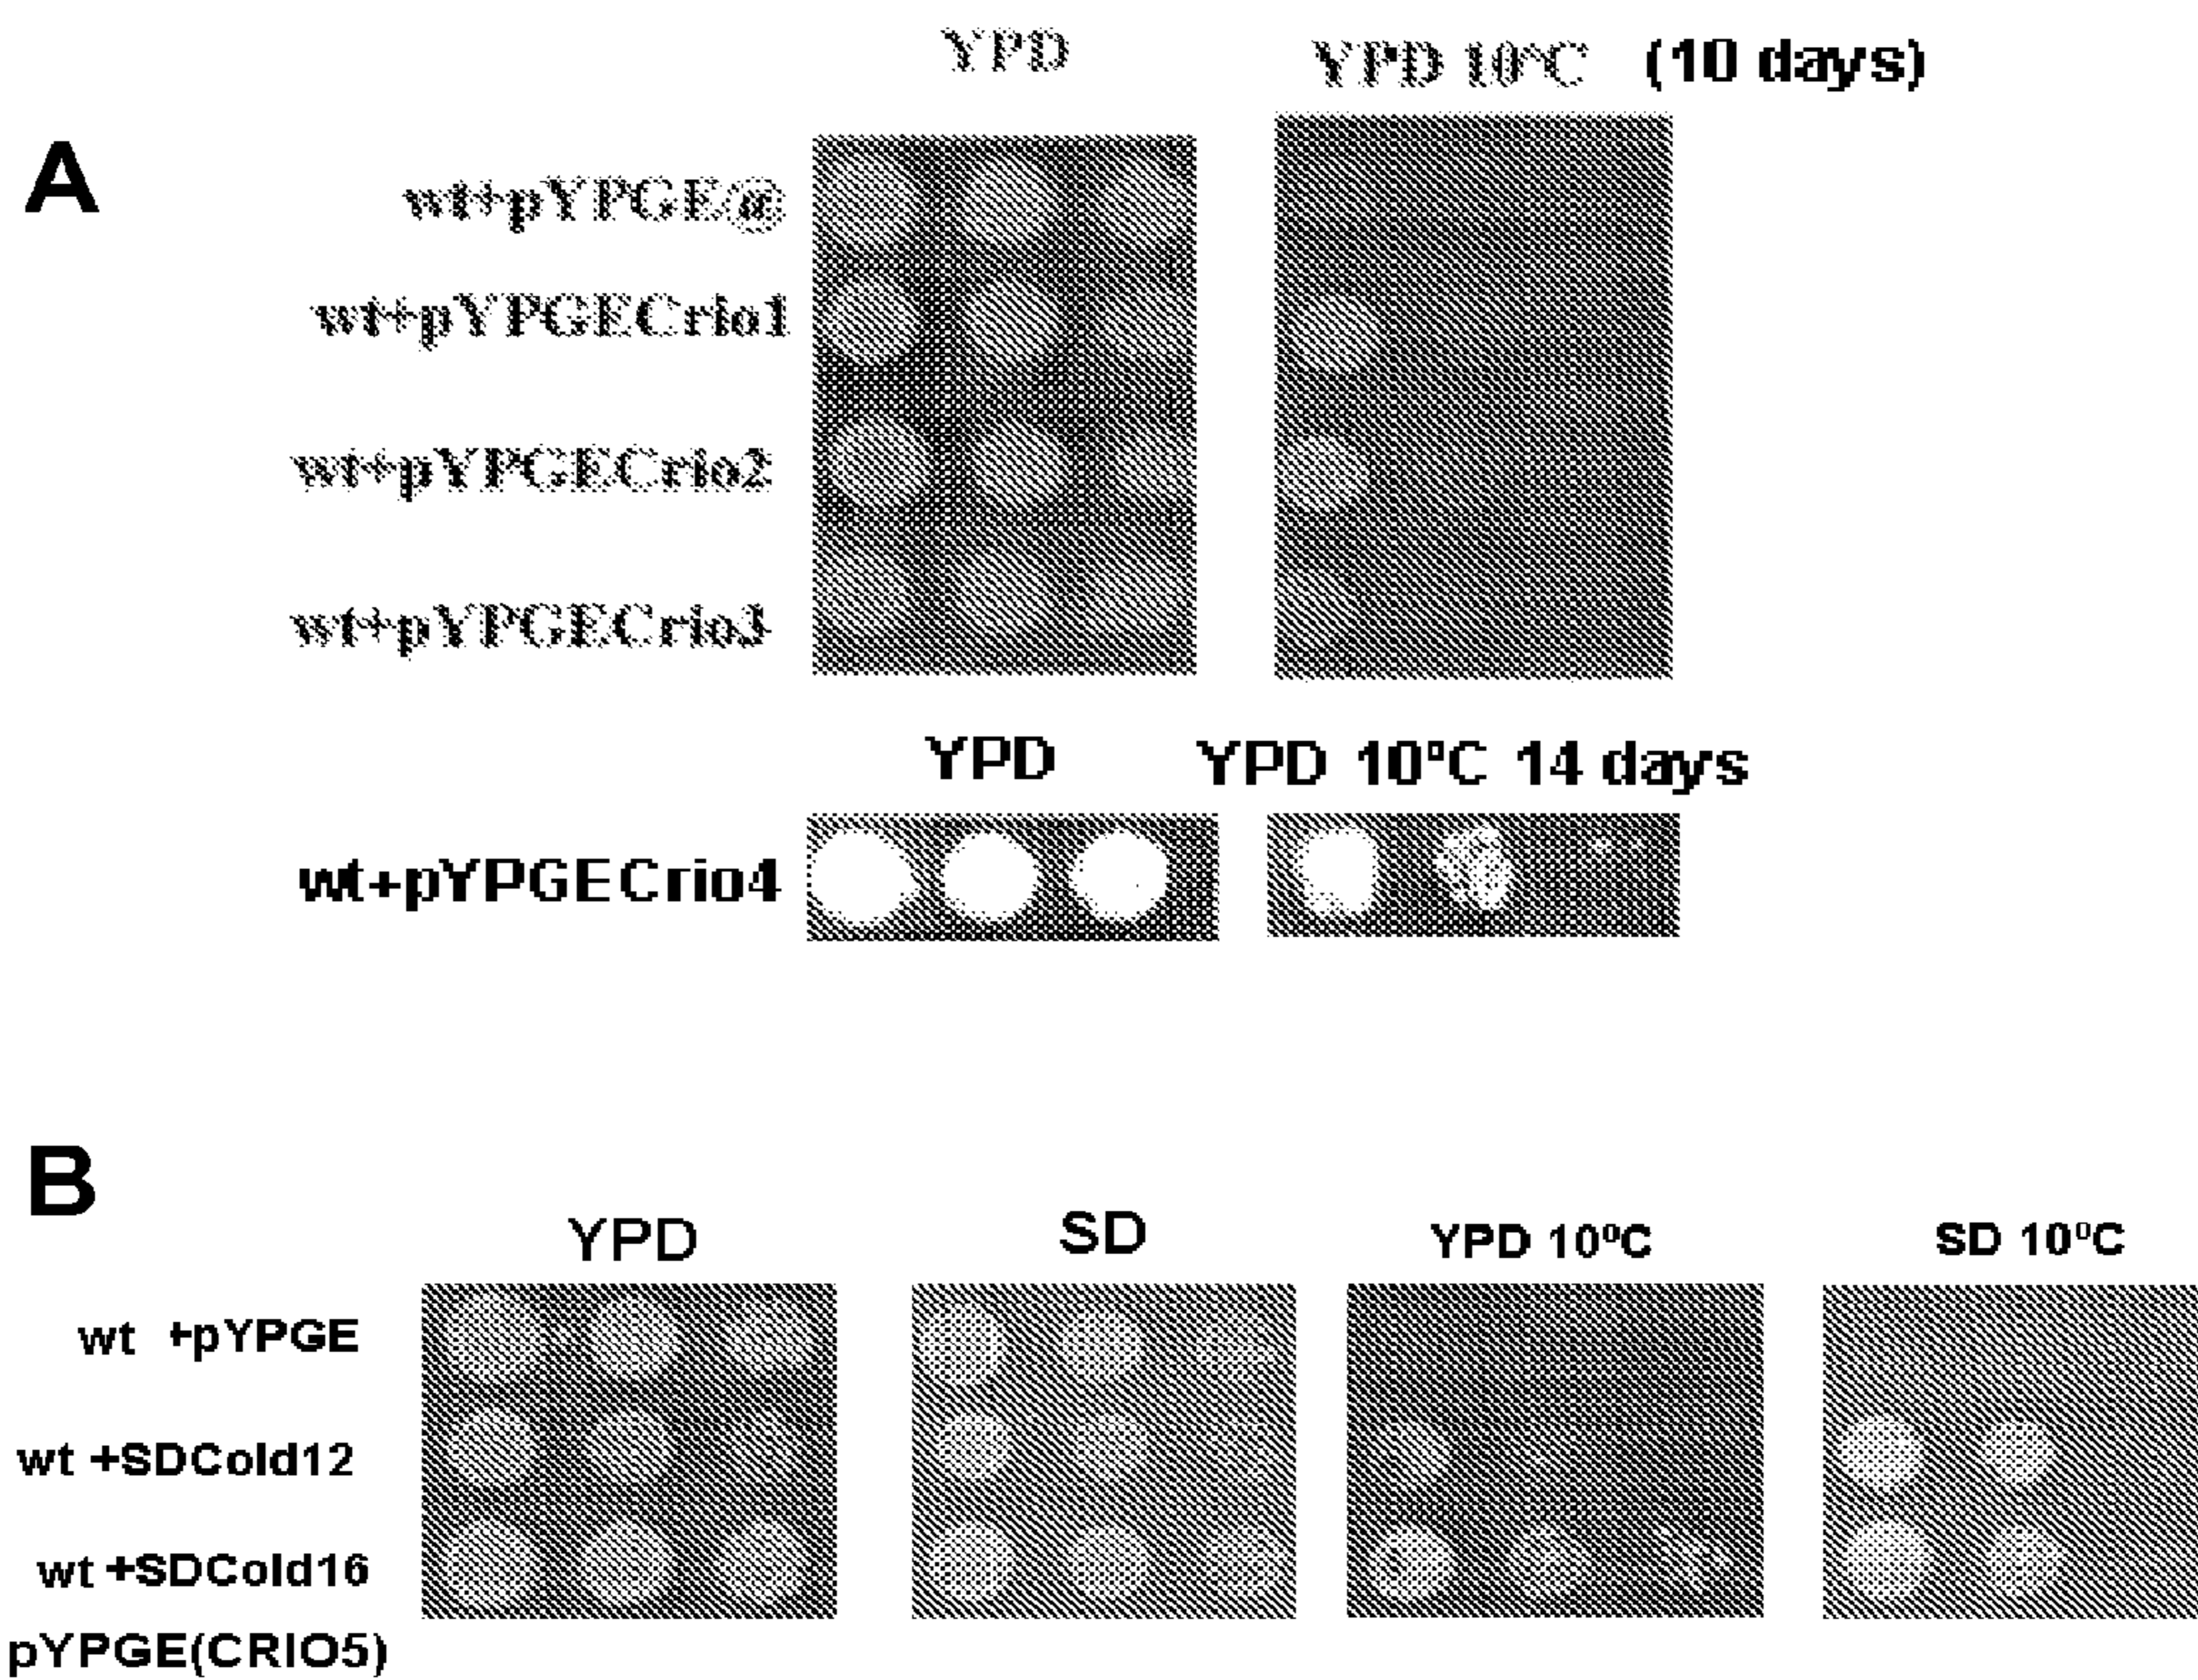 YPD YPD 10°C (10 days)
A
wt+pYPGE@
wt+pYPGECrio1
wt+pYPGECrio2
wt+pYPGECrio3
YPD YPD 10ºC 14 days
wt+pYPGECrio4
B
YPD SD YPD 10ºC SD 10ºC
wt +pYPGE
wt +SDCold12
wt +SDCold16
pYPGE(CRIO5)